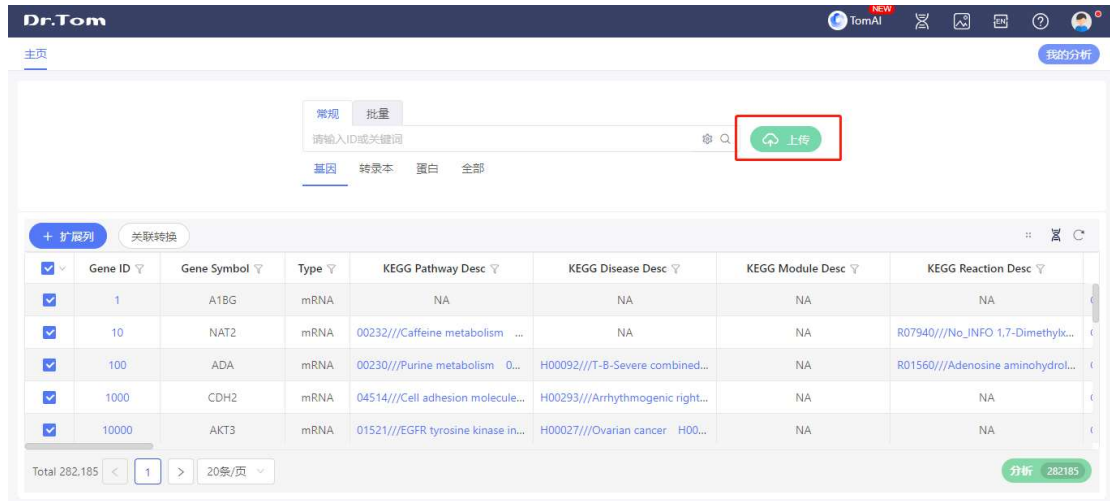 Dr.Tom
TomAI
NEW
EN
主页
我的分析
常规 批量
请输入ID或关键词
上传
基因 转录本 蛋白 全部
+ 扩展列 关联转换
Gene ID Gene Symbol Type KEGG Pathway Desc KEGG Disease Desc KEGG Module Desc KEGG Reaction Desc
1 A1BG mRNA NA NA NA NA
10 NAT2 mRNA 00232///Caffeine metabolism ... NA NA R07940///No_INFO 1,7-Dimethylx...
100 ADA mRNA 00230///Purine metabolism 0... H00092///T-B-Severe combined... NA R01560///Adenosine aminohydrol...
1000 CDH2 mRNA 04514///Cell adhesion molecule... H00293///Arrhythmogenic right... NA NA
10000 AKT3 mRNA 01521///EGFR tyrosine kinase in... H00027///Ovarian cancer H00... NA NA
Total 282,185 < 1 > 20条/页
分析 282185